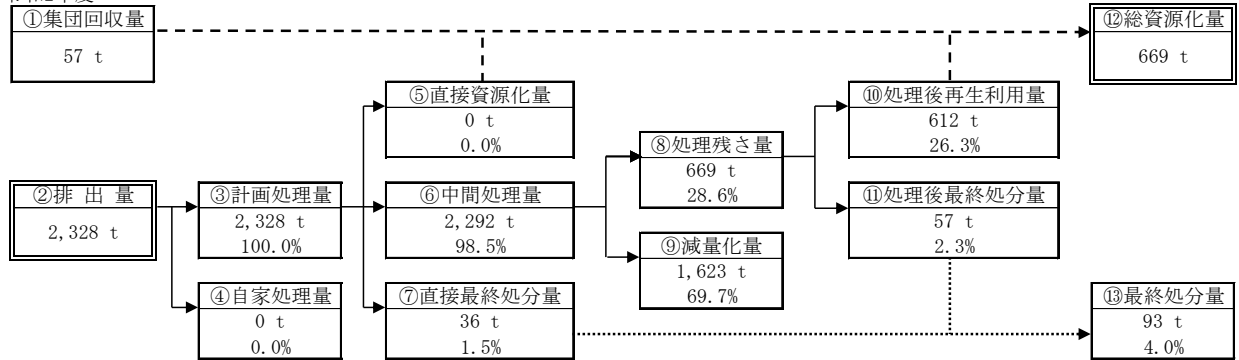 ①集団回収量
57 t
⑫総資源化量
669 t
⑤直接資源化量
0 t
0.0%
⑩処理後再生利用量
612 t
26.3%
⑧処理残さ量
669 t
28.6%
②排 出 量
2,328 t
③計画処理量
2,328 t
100.0%
⑥中間処理量
2,292 t
98.5%
⑪処理後最終処分量
57 t
2.3%
⑨減量化量
1,623 t
69.7%
④自家処理量
0 t
0.0%
⑦直接最終処分量
36 t
1.5%
⑬最終処分量
93 t
4.0%